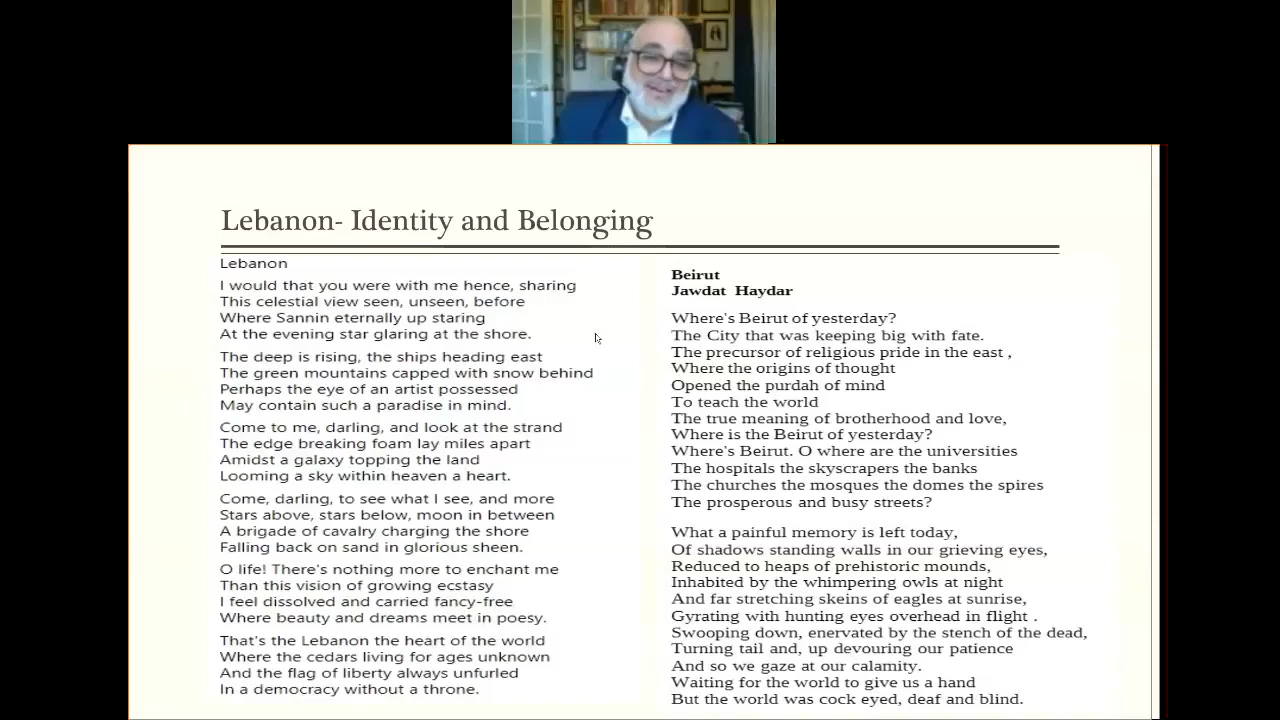 Lebanon- Identity and Belonging
Lebanon
I would that you were with me hence, sharing
This celestial view seen, unseen, before
Where Sannin eternally up staring
At the evening star glaring at the shore.
The deep is rising, the ships heading east
The green mountains capped with snow behind
Perhaps the eye of an artist possessed
May contain such a paradise in mind.
Come to me, darling, and look at the strand
The edge breaking foam lay miles apart
Amidst a galaxy topping the land
Looming a sky within heaven a heart.
Come, darling, to see what I see, and more
Stars above, stars below, moon in between
A brigade of cavalry charging the shore
Falling back on sand in glorious sheen.
O life! There's nothing more to enchant me
Than this vision of growing ecstasy
I feel dissolved and carried fancy-free
Where beauty and dreams meet in poesy.
That's the Lebanon the heart of the world
Where the cedars living for ages unknown
And the flag of liberty always unfurled
In a democracy without a throne.
Beirut
Jawdat Haydar
Where's Beirut of yesterday?
The City that was keeping big with fate.
The precursor of religious pride in the east ,
Where the origins of thought
Opened the purdah of mind
To teach the world
The true meaning of brotherhood and love,
Where is the Beirut of yesterday?
Where's Beirut. O where are the universities
The hospitals the skyscrapers the banks
The churches the mosques the domes the spires
The prosperous and busy streets?
What a painful memory is left today,
Of shadows standing walls in our grieving eyes,
Reduced to heaps of prehistoric mounds,
Inhabited by the whimpering owls at night
And far stretching skeins of eagles at sunrise,
Gyrating with hunting eyes overhead in flight .
Swooping down, enervated by the stench of the dead,
Turning tail and, up devouring our patience
And so we gaze at our calamity.
Waiting for the world to give us a hand
But the world was cock eyed, deaf and blind.